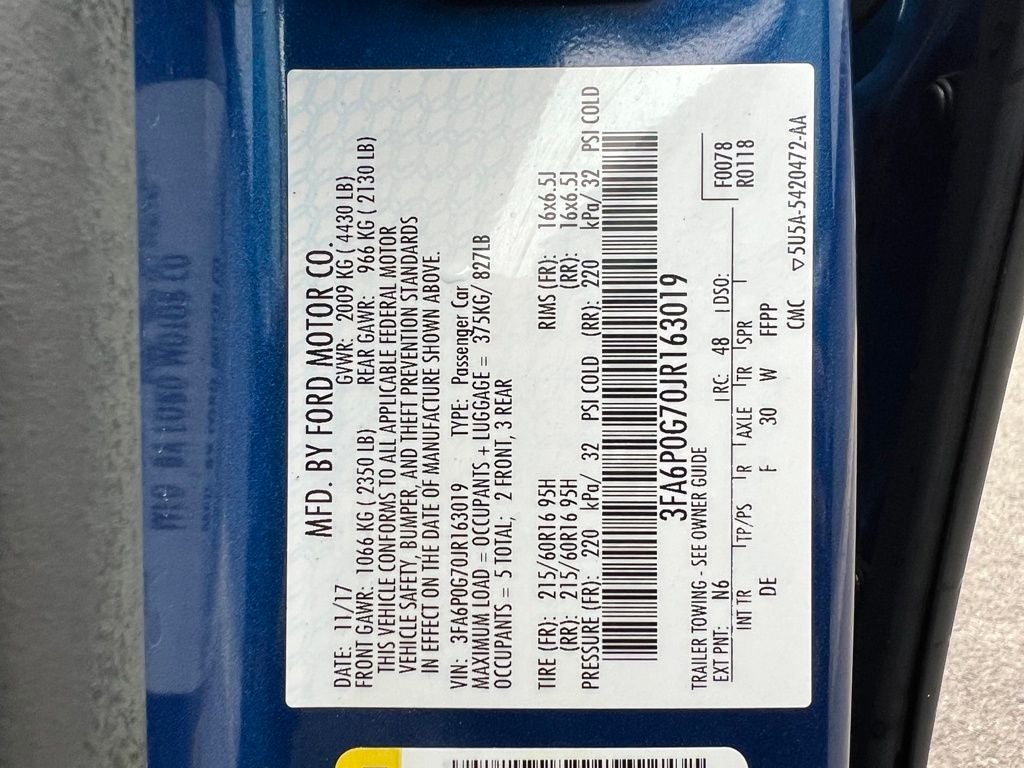 MFD. BY FORD MOTOR CO.
DATE: 11/17 GVWR: 2009 KG ( 4430 LB)
FRONT GAWR: 1066 KG ( 2350 LB) REAR GAWR: 966 KG ( 2130 LB)
THIS VEHICLE CONFORMS TO ALL APPLICABLE FEDERAL MOTOR
VEHICLE SAFETY, BUMPER, AND THEFT PREVENTION STANDARDS
IN EFFECT ON THE DATE OF MANUFACTURE SHOWN ABOVE.
VIN: 3FA6P0G70JR163019 TYPE: Passenger Car
MAXIMUM LOAD = OCCUPANTS + LUGGAGE = 375KG/ 827LB
OCCUPANTS = 5 TOTAL; 2 FRONT, 3 REAR
TIRE (FR): 215/60R16 95H RIMS (FR): 16x6.5J
(RR): 215/60R16 95H (RR): 16x6.5J
PRESSURE (FR): 220 kPa/ 32 PSI COLD (RR): 220 kPa/ 32 PSI COLD
3FA6P0G70JR163019
TRAILER TOWING - SEE OWNER GUIDE
F0078
R0118
EXT PNT: N6 RC: 48 DSO:
INT TR TP/PS R AXLE TR SPR
DE F 30 W FFPP
CMC ▽5U5A-5420472-AA